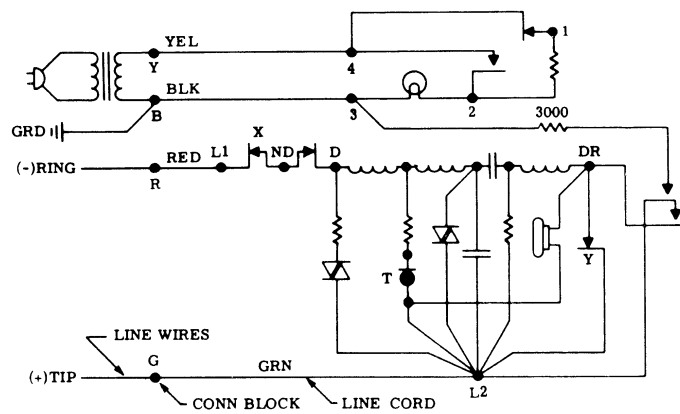 YEL
Y
4
1
BLK
B
3
2
3000
GRD
X
(-)RING
RED
L1
ND
D
DR
R
T
Y
LINE WIRES
G
GRN
(+)TIP
L2
CONN BLOCK
LINE CORD